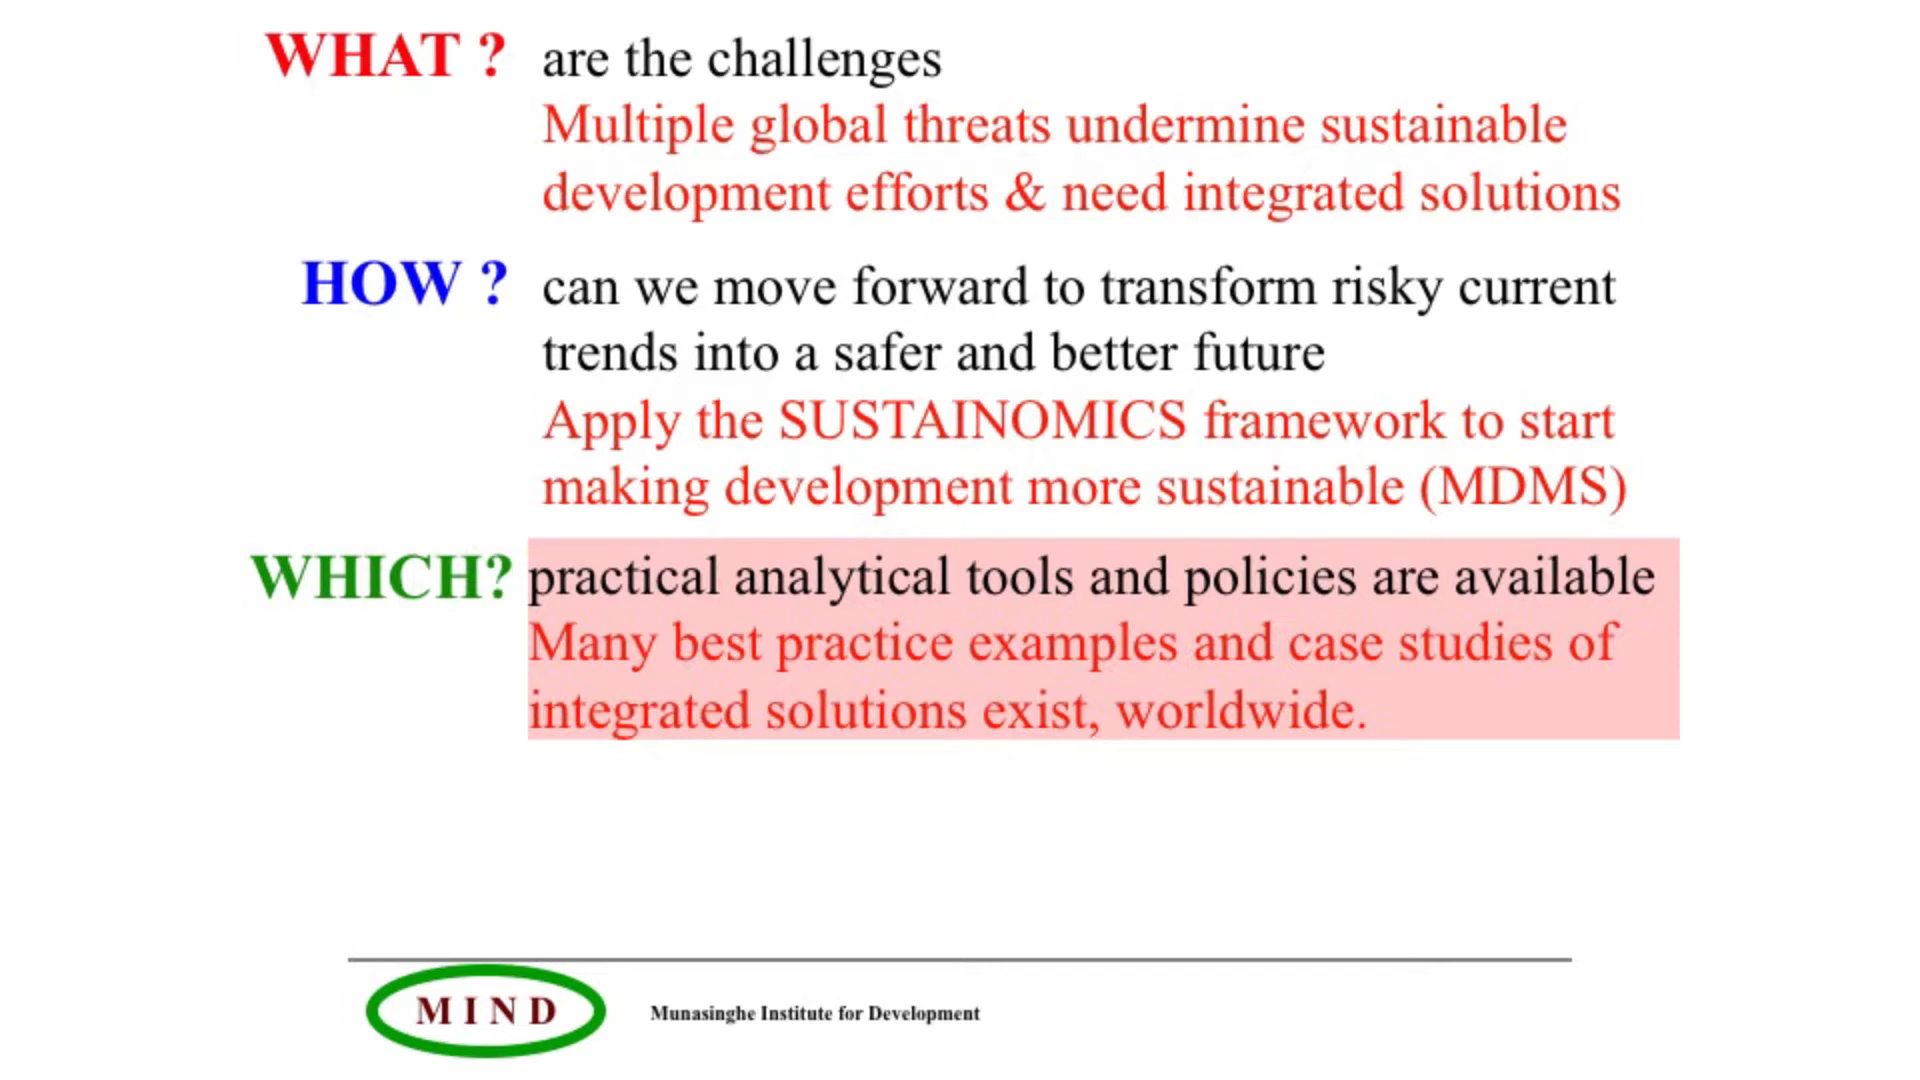 WHAT ? are the challenges
Multiple global threats undermine sustainable
development efforts & need integrated solutions
HOW ? can we move forward to transform risky current
trends into a safer and better future
Apply the SUSTAINOMICS framework to start
making development more sustainable (MDMS)
WHICH? practical analytical tools and policies are available
Many best practice examples and case studies of
integrated solutions exist, worldwide.
M I N D Munasinghe Institute for Development